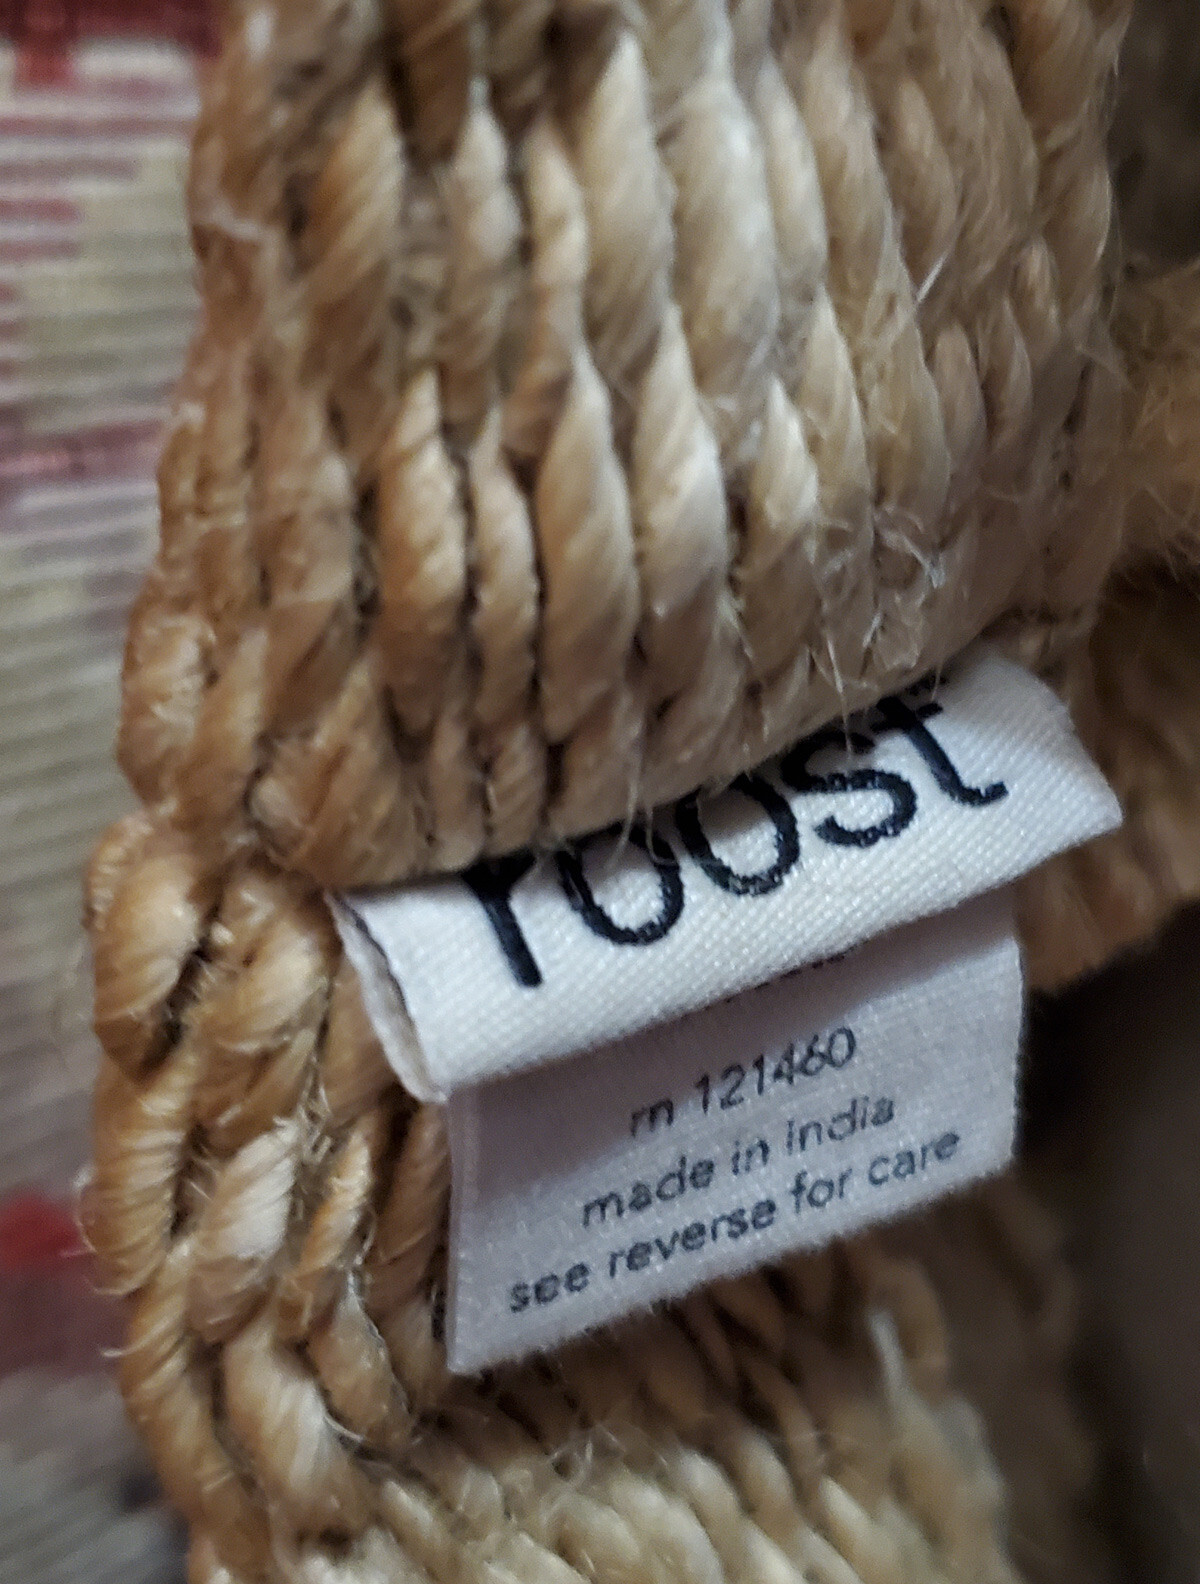 roost
rn 121460
made in india
see reverse for care